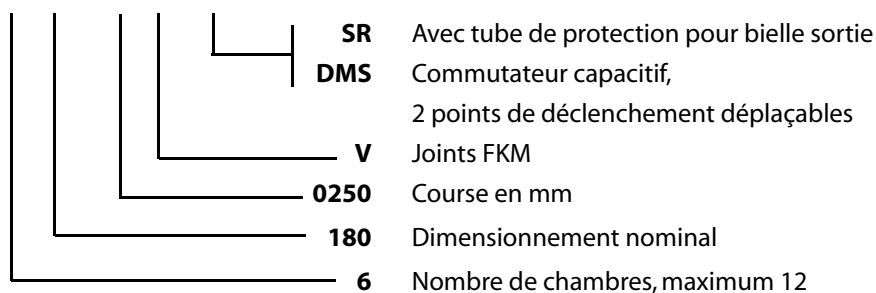 SR Avec tube de protection pour bielle sortie
DMS Commutateur capacitif,
2 points de déclenchement déplaçables
V Joints FKM
0250 Course en mm
180 Dimensionnement nominal
6 Nombre de chambres, maximum 12